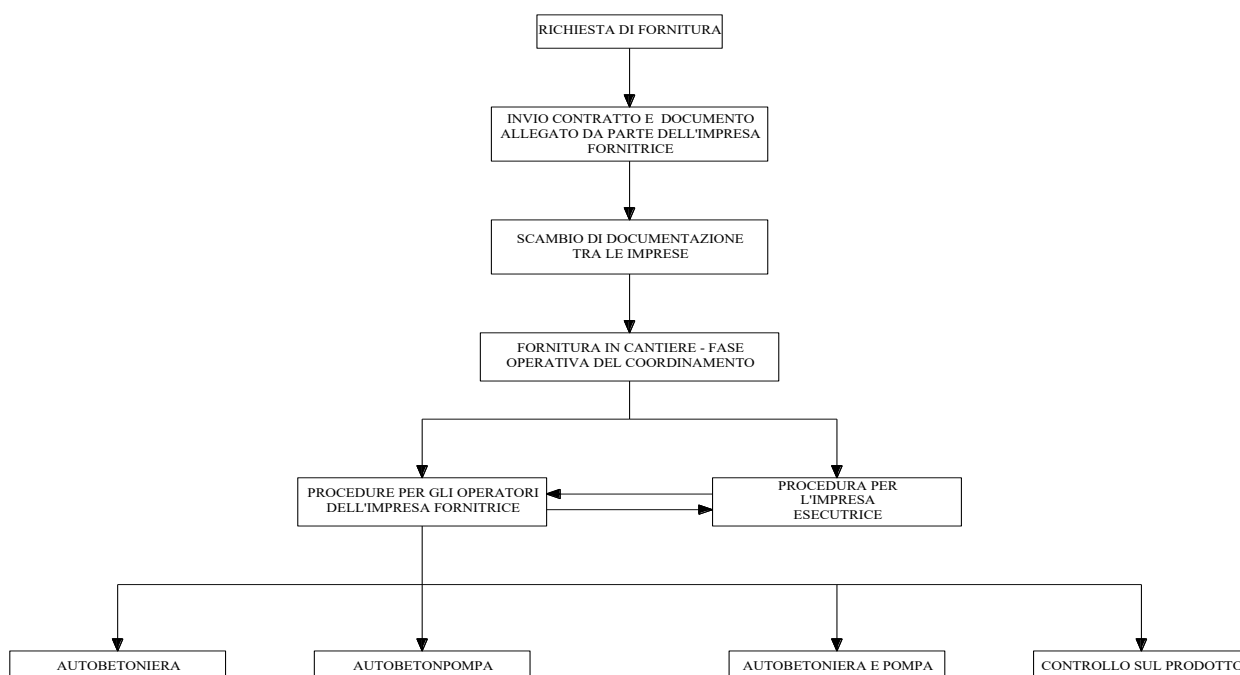 RICHIESTA DI FORNITURA
INVIO CONTRATTO E DOCUMENTO
ALLEGATO DA PARTE DELL'IMPRESA
FORNITRICE
SCAMBIO DI DOCUMENTAZIONE
TRA LE IMPRESE
FORNITURA IN CANTIERE - FASE
OPERATIVA DEL COORDINAMENTO
PROCEDURE PER GLI OPERATORI
DELL'IMPRESA FORNITRICE
PROCEDURA PER
L'IMPRESA
ESECUTRICE
AUTOBETONIERA
AUTOBETONPOMPA
AUTOBETONIERA E POMPA
CONTROLLO SUL PRODOTTO